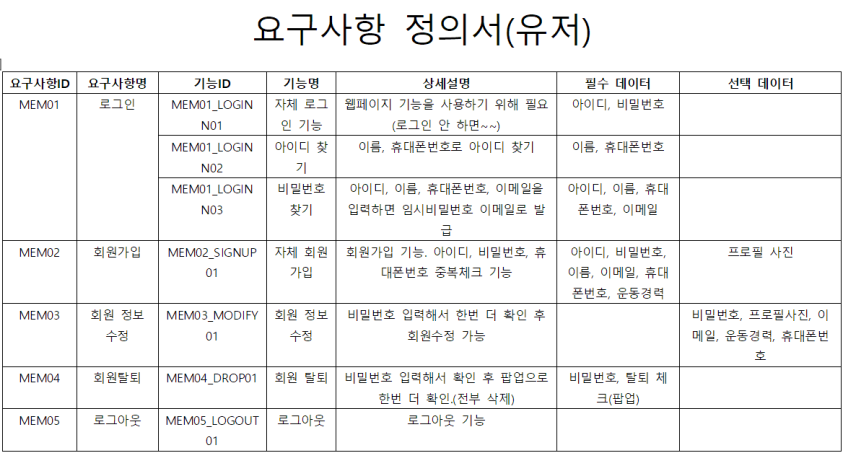 요구사항 정의서(유저)
요구사항ID 요구사항명 기능ID 기능명 상세설명 필수 데이터 선택 데이터
MEM01 로그인 MEM01_LOGIN 자체 로그 웹페이지 기능을 사용하기 위해 필요 아이디, 비밀번호
N01 인 기능 (로그인 안 하면~~)
MEM01_LOGIN 아이디 찾 이름, 휴대폰번호로 아이디 찾기 이름, 휴대폰번호
N02 기
MEM01_LOGIN 비밀번호 아이디, 이름, 휴대폰번호, 이메일을 아이디, 이름, 휴대
N03 찾기 입력하면 임시비밀번호 이메일로 발 폰번호, 이메일
급
MEM02 회원가입 MEM02_SIGNUP 자체 회원 회원가입 기능. 아이디, 비밀번호, 휴 아이디, 비밀번호, 프로필 사진
01 가입 대폰번호 중복체크 기능 이름, 이메일, 휴대
폰번호, 운동경력
MEM03 회원 정보 MEM03_MODIFY 회원 정보 비밀번호 입력해서 한번 더 확인 후 비밀번호, 프로필사진, 이
수정 01 수정 회원수정 가능 메일, 운동경력, 휴대폰번
호
MEM04 회원탈퇴 MEM04_DROP01 회원 탈퇴 비밀번호 입력해서 확인 후 팝업으로 비밀번호, 탈퇴 체
한번 더 확인.(전부 삭제) 크(팝업)
MEM05 로그아웃 MEM05_LOGOUT 로그아웃 로그아웃 기능
01